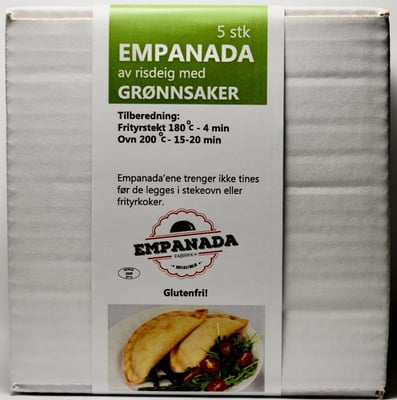 5 stk
EMPANADA
av risdeig med
GRØNNSAKER
Tilberedning:
Frityrstekt 180°C - 4 min
Ovn 200°C - 15-20 min
Empanada'ene trenger ikke tines
før de legges i stekeovn eller
frityrkoker.
EMPANADA
FABRIKKEN
Glutenfri!